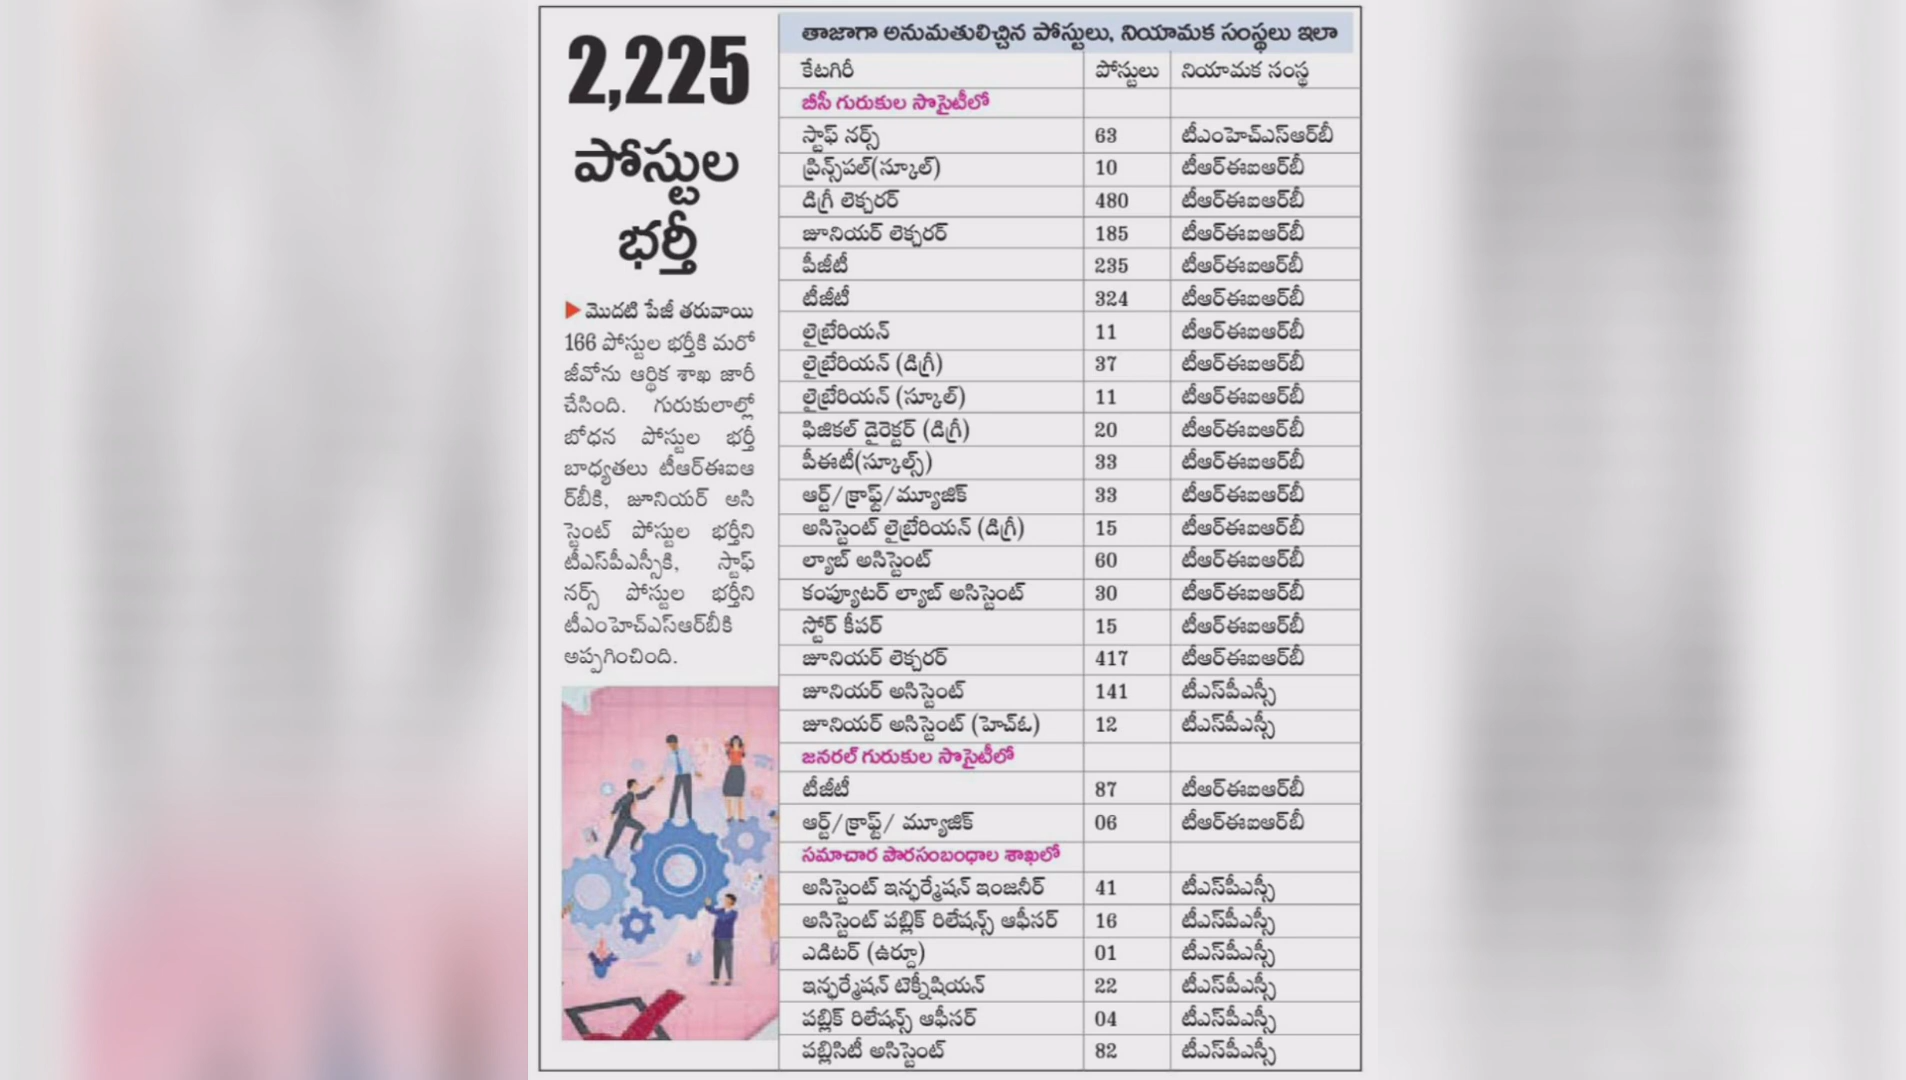 2,225
పోస్టుల
భర్తీ
▶ మొదటి పేజీ తరువాయి
166 పోస్టుల భర్తీకి మరో
జీవోను ఆర్థిక శాఖ జారీ
చేసింది. గురుకులాల్లో
బోధన పోస్టుల భర్తీ
బాధ్యతలు టీఆర్ఈఐఆ
ర్‌బీకి, జూనియర్ అసి
స్టెంట్ పోస్టుల భర్తీని
టీఎస్‌పీఎస్సీకి, స్టాఫ్
నర్స్ పోస్టుల భర్తీని
టీఎంహెచ్ఎస్ఆర్‌బీకి
అప్పగించింది.
తాజాగా అనుమతులిచ్చిన పోస్టులు, నియామక సంస్థలు ఇలా
కేటగిరీ పోస్టులు నియామక సంస్థ
బీసీ గురుకుల సొసైటీలో
స్టాఫ్ నర్స్ 63 టీఎంహెచ్ఎస్ఆర్‌బీ
ప్రిన్స్‌పల్(స్కూల్) 10 టీఆర్ఈఐఆర్‌బీ
డిగ్రీ లెక్చరర్ 480 టీఆర్ఈఐఆర్‌బీ
జూనియర్ లెక్చరర్ 185 టీఆర్ఈఐఆర్‌బీ
పీజీటీ 235 టీఆర్ఈఐఆర్‌బీ
టీజీటీ 324 టీఆర్ఈఐఆర్‌బీ
లైబ్రేరియన్ 11 టీఆర్ఈఐఆర్‌బీ
లైబ్రేరియన్ (డిగ్రీ) 37 టీఆర్ఈఐఆర్‌బీ
లైబ్రేరియన్ (స్కూల్) 11 టీఆర్ఈఐఆర్‌బీ
ఫిజికల్ డైరెక్టర్ (డిగ్రీ) 20 టీఆర్ఈఐఆర్‌బీ
పీఈటీ(స్కూల్స్) 33 టీఆర్ఈఐఆర్‌బీ
ఆర్ట్/క్రాఫ్ట్/మ్యూజిక్ 33 టీఆర్ఈఐఆర్‌బీ
అసిస్టెంట్ లైబ్రేరియన్ (డిగ్రీ) 15 టీఆర్ఈఐఆర్‌బీ
ల్యాబ్ అసిస్టెంట్ 60 టీఆర్ఈఐఆర్‌బీ
కంప్యూటర్ ల్యాబ్ అసిస్టెంట్ 30 టీఆర్ఈఐఆర్‌బీ
స్టోర్ కీపర్ 15 టీఆర్ఈఐఆర్‌బీ
జూనియర్ లెక్చరర్ 417 టీఆర్ఈఐఆర్‌బీ
జూనియర్ అసిస్టెంట్ 141 టీఎస్‌పీఎస్సీ
జూనియర్ అసిస్టెంట్ (హెచ్ఓ) 12 టీఎస్‌పీఎస్సీ
జనరల్ గురుకుల సొసైటీలో
టీజీటీ 87 టీఆర్ఈఐఆర్‌బీ
ఆర్ట్/క్రాఫ్ట్/ మ్యూజిక్ 06 టీఆర్ఈఐఆర్‌బీ
సమాచార పౌరసంబంధాల శాఖలో
అసిస్టెంట్ ఇన్ఫర్మేషన్ ఇంజనీర్ 41 టీఎస్‌పీఎస్సీ
అసిస్టెంట్ పబ్లిక్ రిలేషన్స్ ఆఫీసర్ 16 టీఎస్‌పీఎస్సీ
ఎడిటర్ (ఉర్దూ) 01 టీఎస్‌పీఎస్సీ
ఇన్ఫర్మేషన్ టెక్నీషియన్ 22 టీఎస్‌పీఎస్సీ
పబ్లిక్ రిలేషన్స్ ఆఫీసర్ 04 టీఎస్‌పీఎస్సీ
పబ్లిసిటీ అసిస్టెంట్ 82 టీఎస్‌పీఎస్సీ